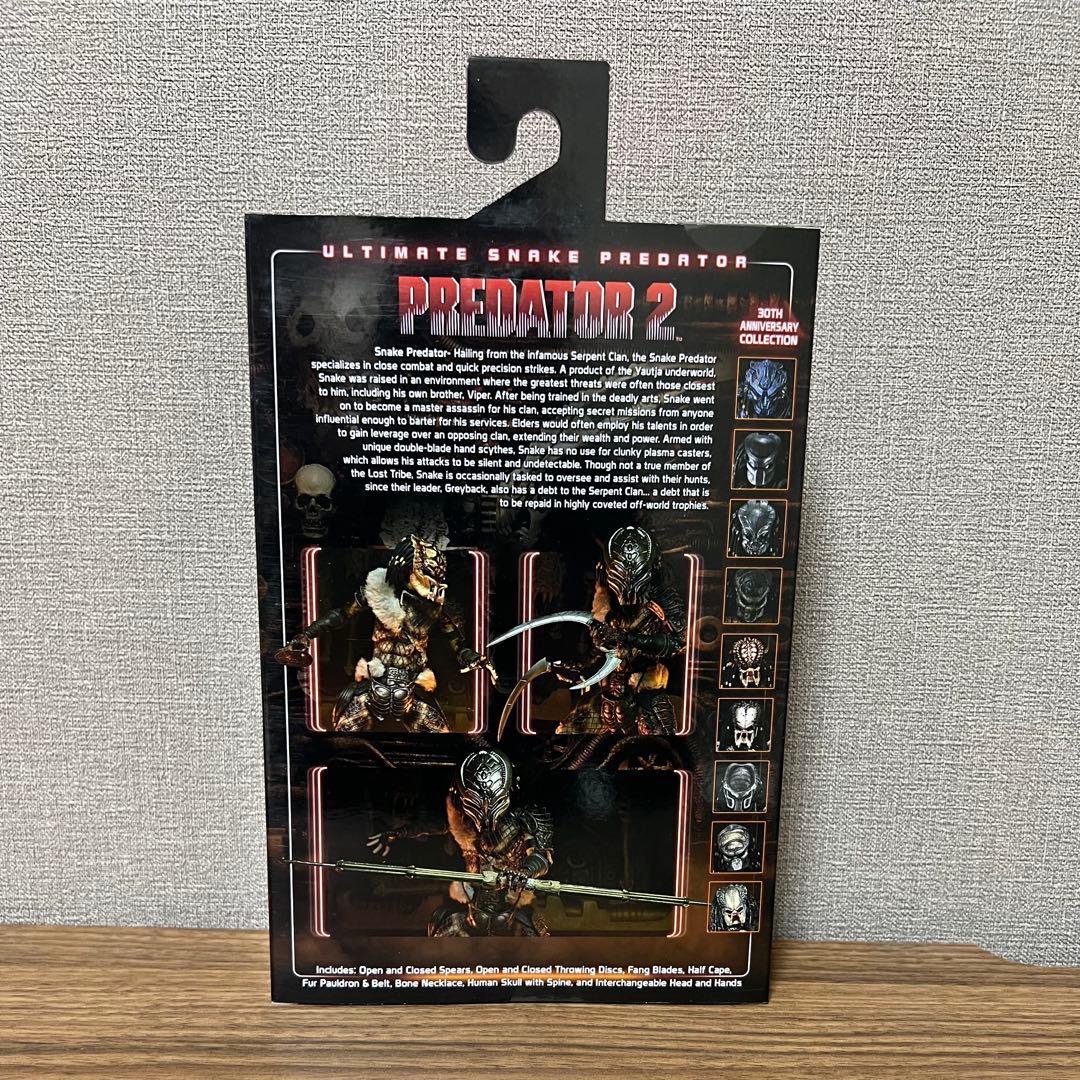 ULTIMATE SNAKE PREDATOR
PREDATOR 2
TM
Snake Predator- Hailing from the infamous Serpent Clan, the Snake Predator
specializes in close combat and quick precision strikes. A product of the Yautja underworld,
Snake was raised in an environment where the greatest threats were often those closest
to him, including his own brother, Viper. After being trained in the deadly arts, Snake went
on to become a master assassin for his clan, accepting secret missions from anyone
influential enough to barter for his services. Elders would often employ his talents in order
to gain leverage over an opposing clan, extending their wealth and power. Armed with
unique double-blade hand scythes, Snake has no use for clunky plasma casters,
which allows his attacks to be silent and undetectable. Though not a true member of
the Lost Tribe, Snake is occasionally tasked to oversee and assist with their hunts,
since their leader, Greyback, also has a debt to the Serpent Clan... a debt that is
to be repaid in highly coveted off-world trophies.
30TH
ANNIVERSARY
COLLECTION
Includes: Open and Closed Spears, Open and Closed Throwing Discs, Fang Blades, Half Cape,
Fur Pauldron & Belt, Bone Necklace, Human Skull with Spine, and Interchangeable Head and Hands